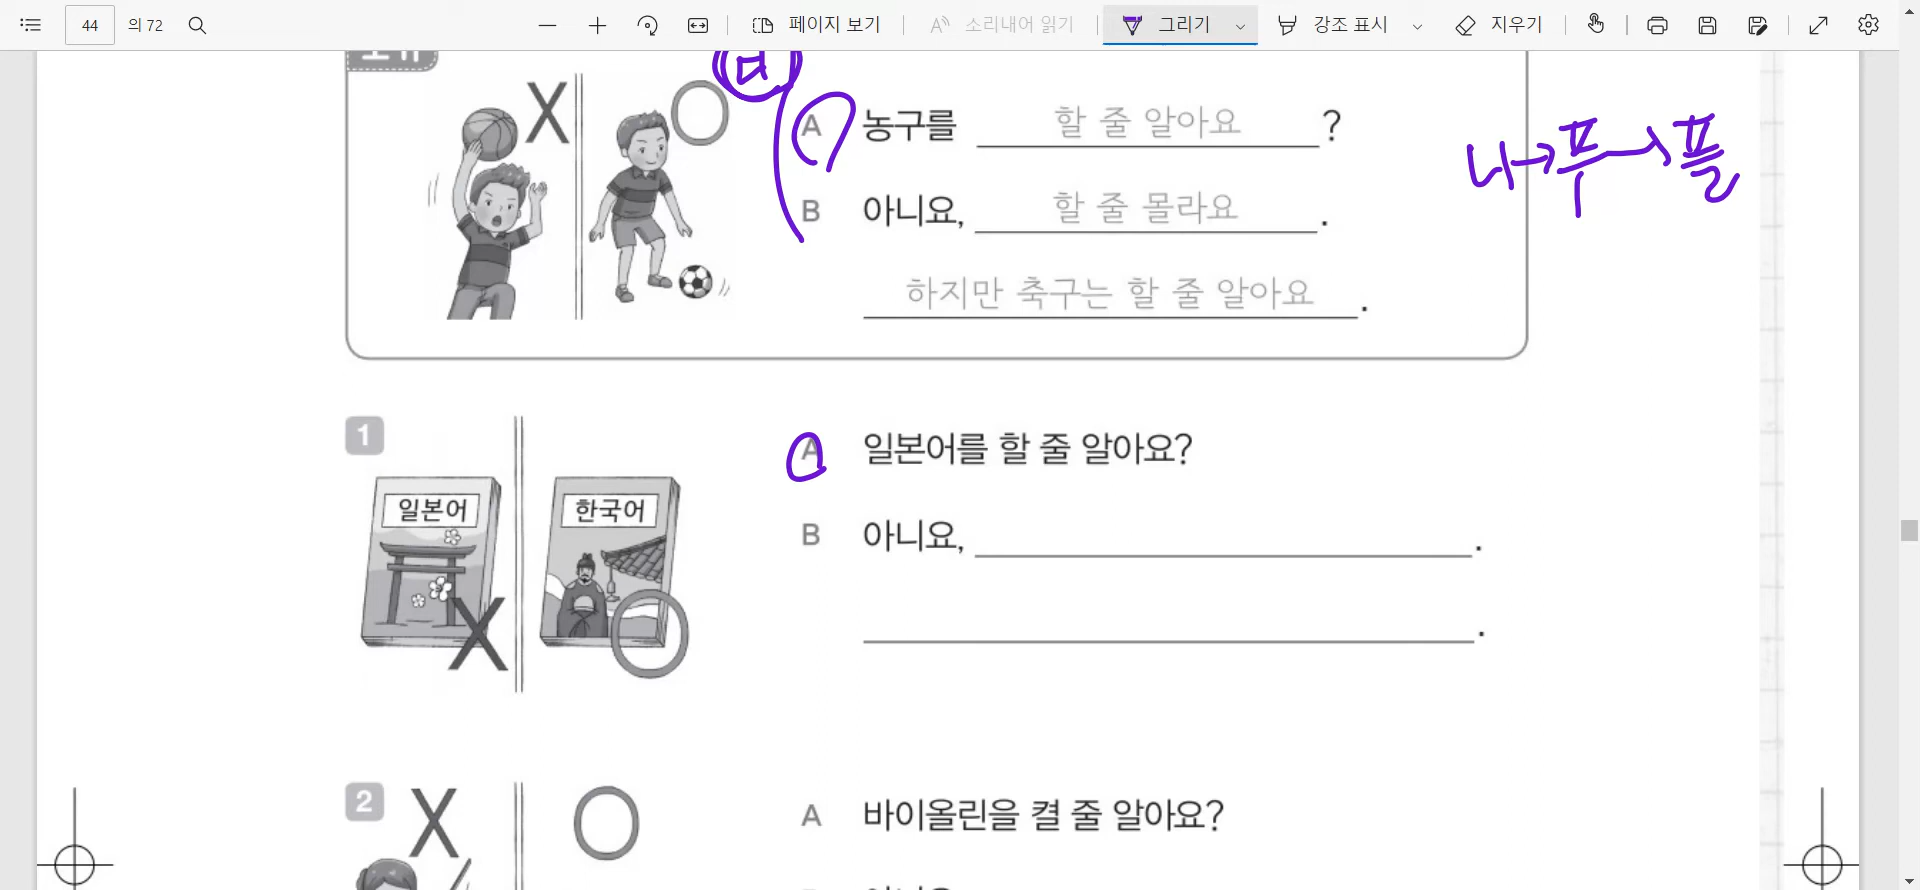 44 의 72 페이지 보기 소리내어 읽기 그리기 강조 표시 지우기
A 농구를 할 줄 알아요 ?
나→푸→플
B 아니요, 할 줄 몰라요 .
하지만 축구는 할 줄 알아요 .
1
A 일본어를 할 줄 알아요?
일본어 한국어
B 아니요, .
.
2
A 바이올린을 켤 줄 알아요?